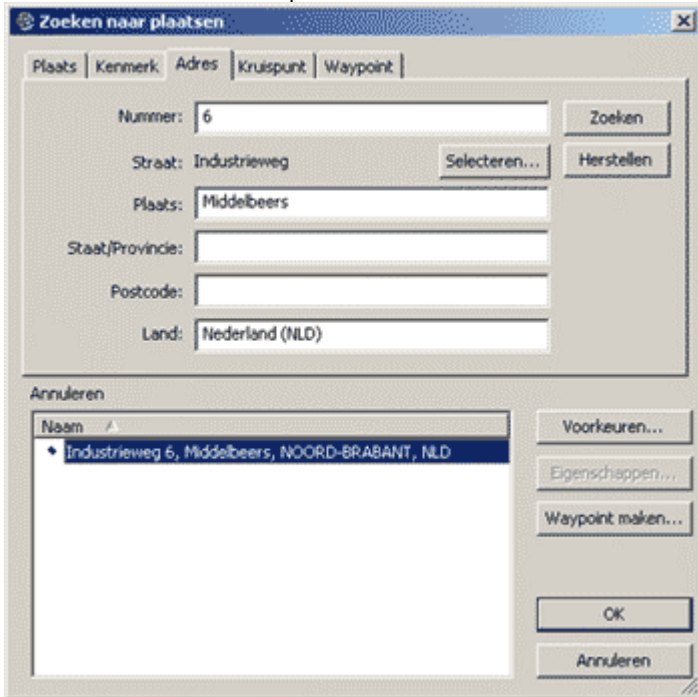 Zoeken naar plaatsen
Plaats Kenmerk Adres Kruispunt Waypoint
Nummer: 6 Zoeken
Straat: Industrieweg Selecteren... Herstellen
Plaats: Middelbeers
Staat/Provincie:
Postcode:
Land: Nederland (NLD)
Annuleren
Naam
Industrieweg 6, Middelbeers, NOORD-BRABANT, NLD
Voorkeuren...
Eigenschappen...
Waypoint maken...
OK
Annuleren